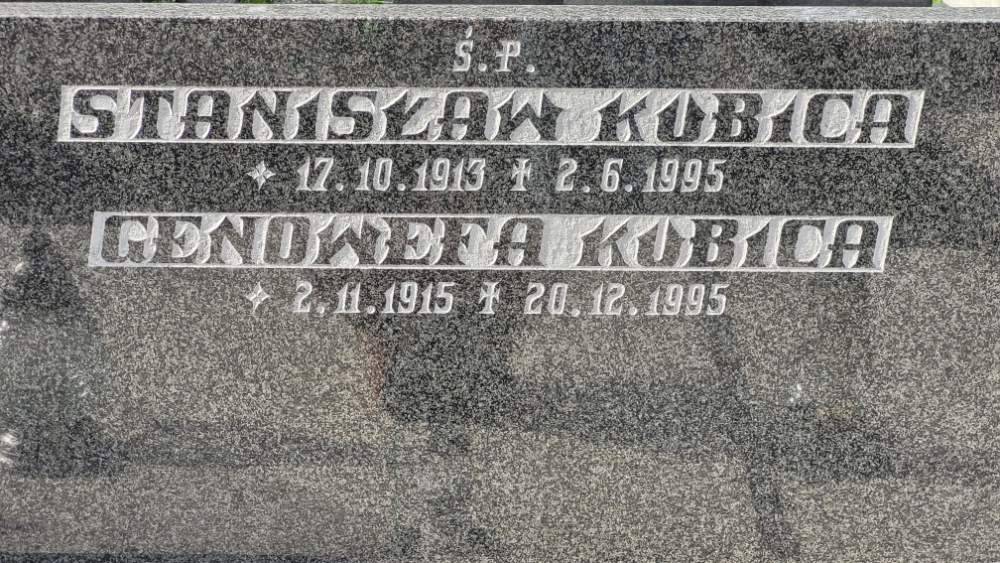 Ś.P.
STANISŁAW KUBICA
✦ 17.10.1913 ✝ 2.6.1995
GENOWEFA KUBICA
✦ 2.11.1915 ✝ 20.12.1995